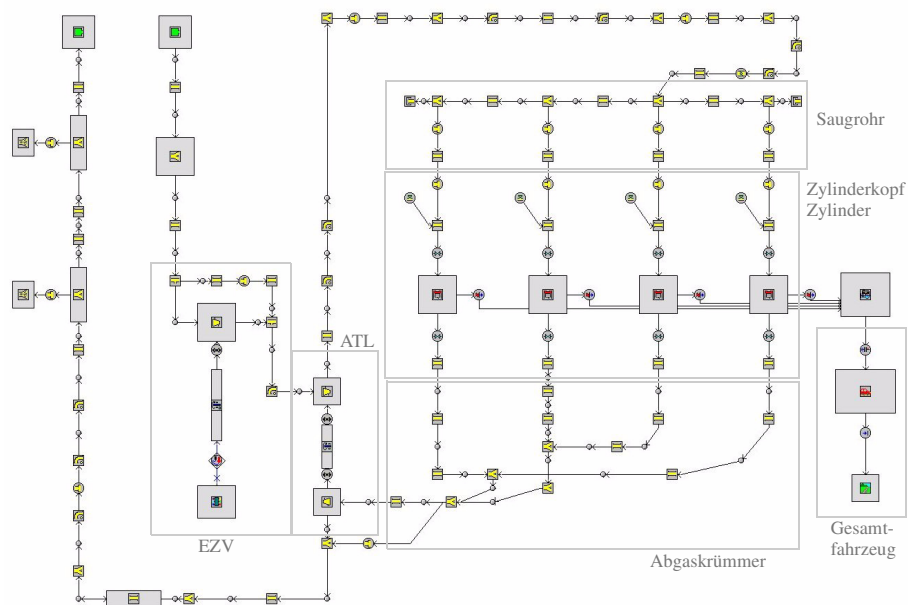 Saugrohr
Zylinderkopf
Zylinder
ATL
EZV
Gesamt-
fahrzeug
Abgaskrümmer